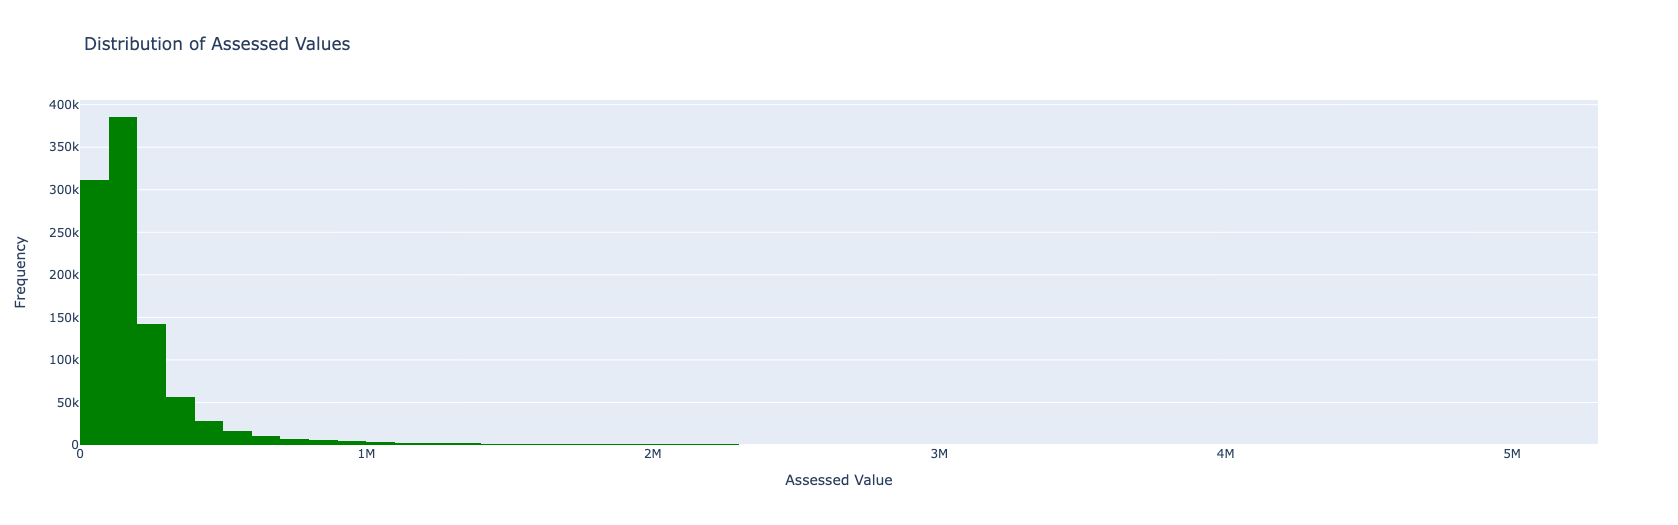 Distribution of Assessed Values
400k
350k
300k
250k
200k
150k
100k
50k
0
Frequency
0 1M 2M 3M 4M 5M
Assessed Value